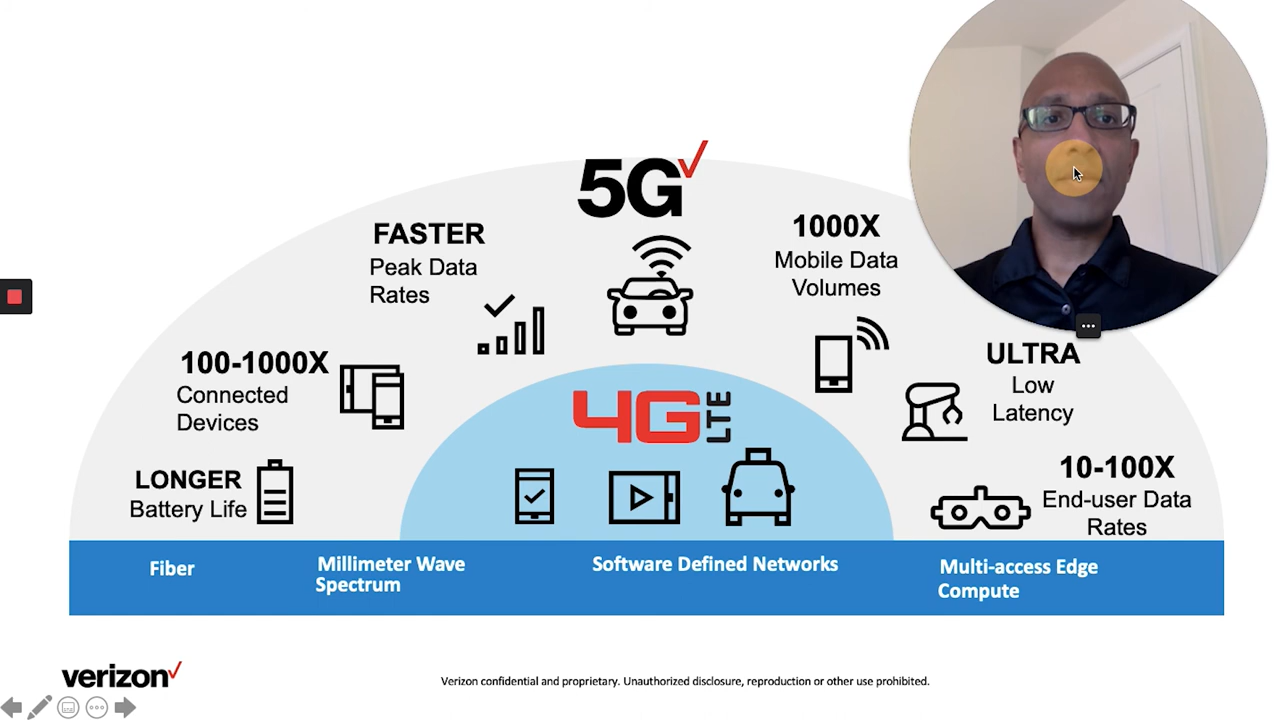 5G
FASTER
Peak Data
Rates
1000X
Mobile Data
Volumes
100-1000X
Connected
Devices
ULTRA
Low
Latency
4G LTE
LONGER
Battery Life
10-100X
End-user Data
Rates
Fiber
Millimeter Wave
Spectrum
Software Defined Networks
Multi-access Edge
Compute
verizon
Verizon confidential and proprietary. Unauthorized disclosure, reproduction or other use prohibited.